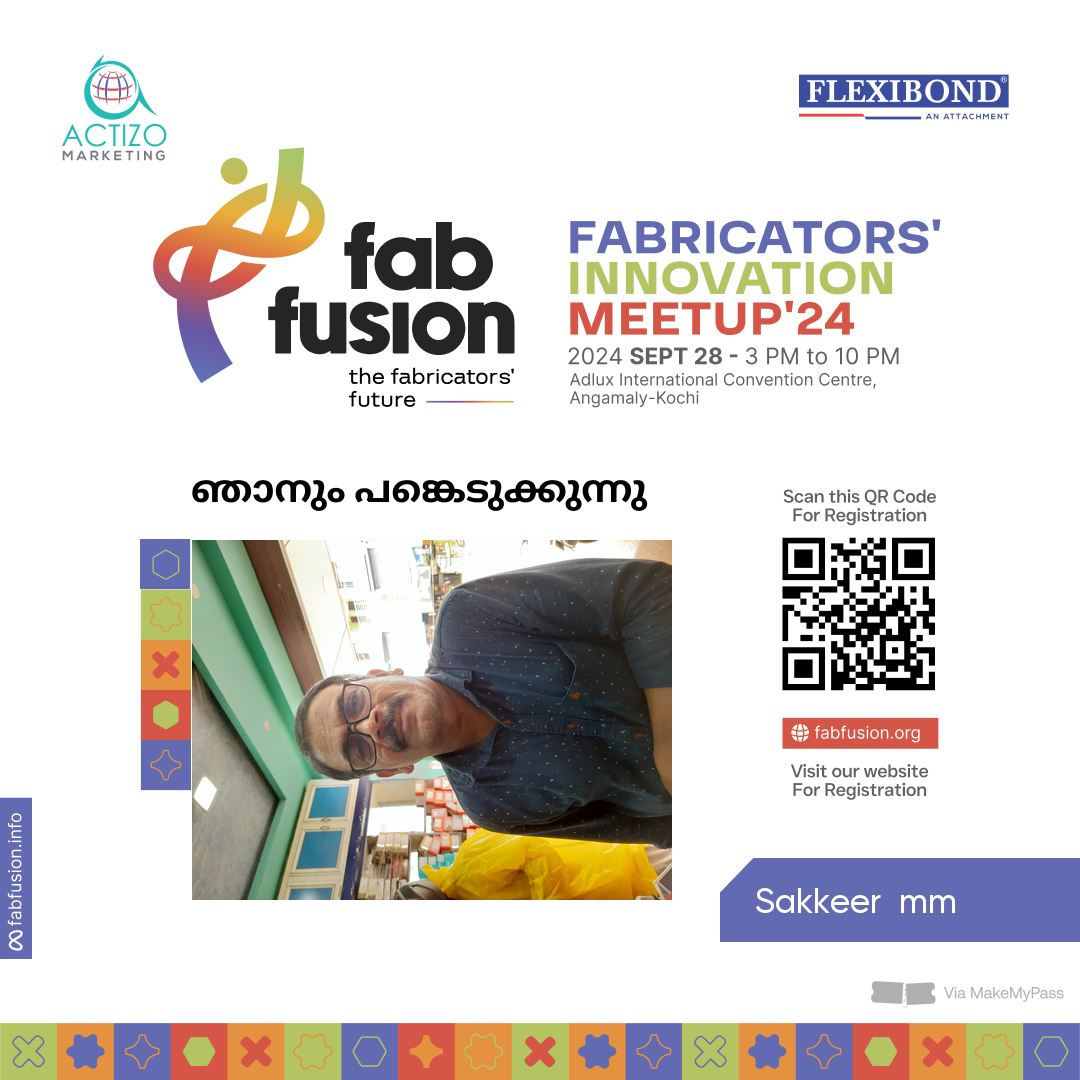 ACTIZO
MARKETING
FLEXIBOND®
AN ATTACHMENT
fab
fusion
the fabricators'
future
FABRICATORS'
INNOVATION
MEETUP'24
2024 SEPT 28 - 3 PM to 10 PM
Adlux International Convention Centre,
Angamaly-Kochi
ഞാനും പങ്കെടുക്കുന്നു
Scan this QR Code
For Registration
fabfusion.org
Visit our website
For Registration
fabfusion.info
Sakkeer mm
Via MakeMyPass